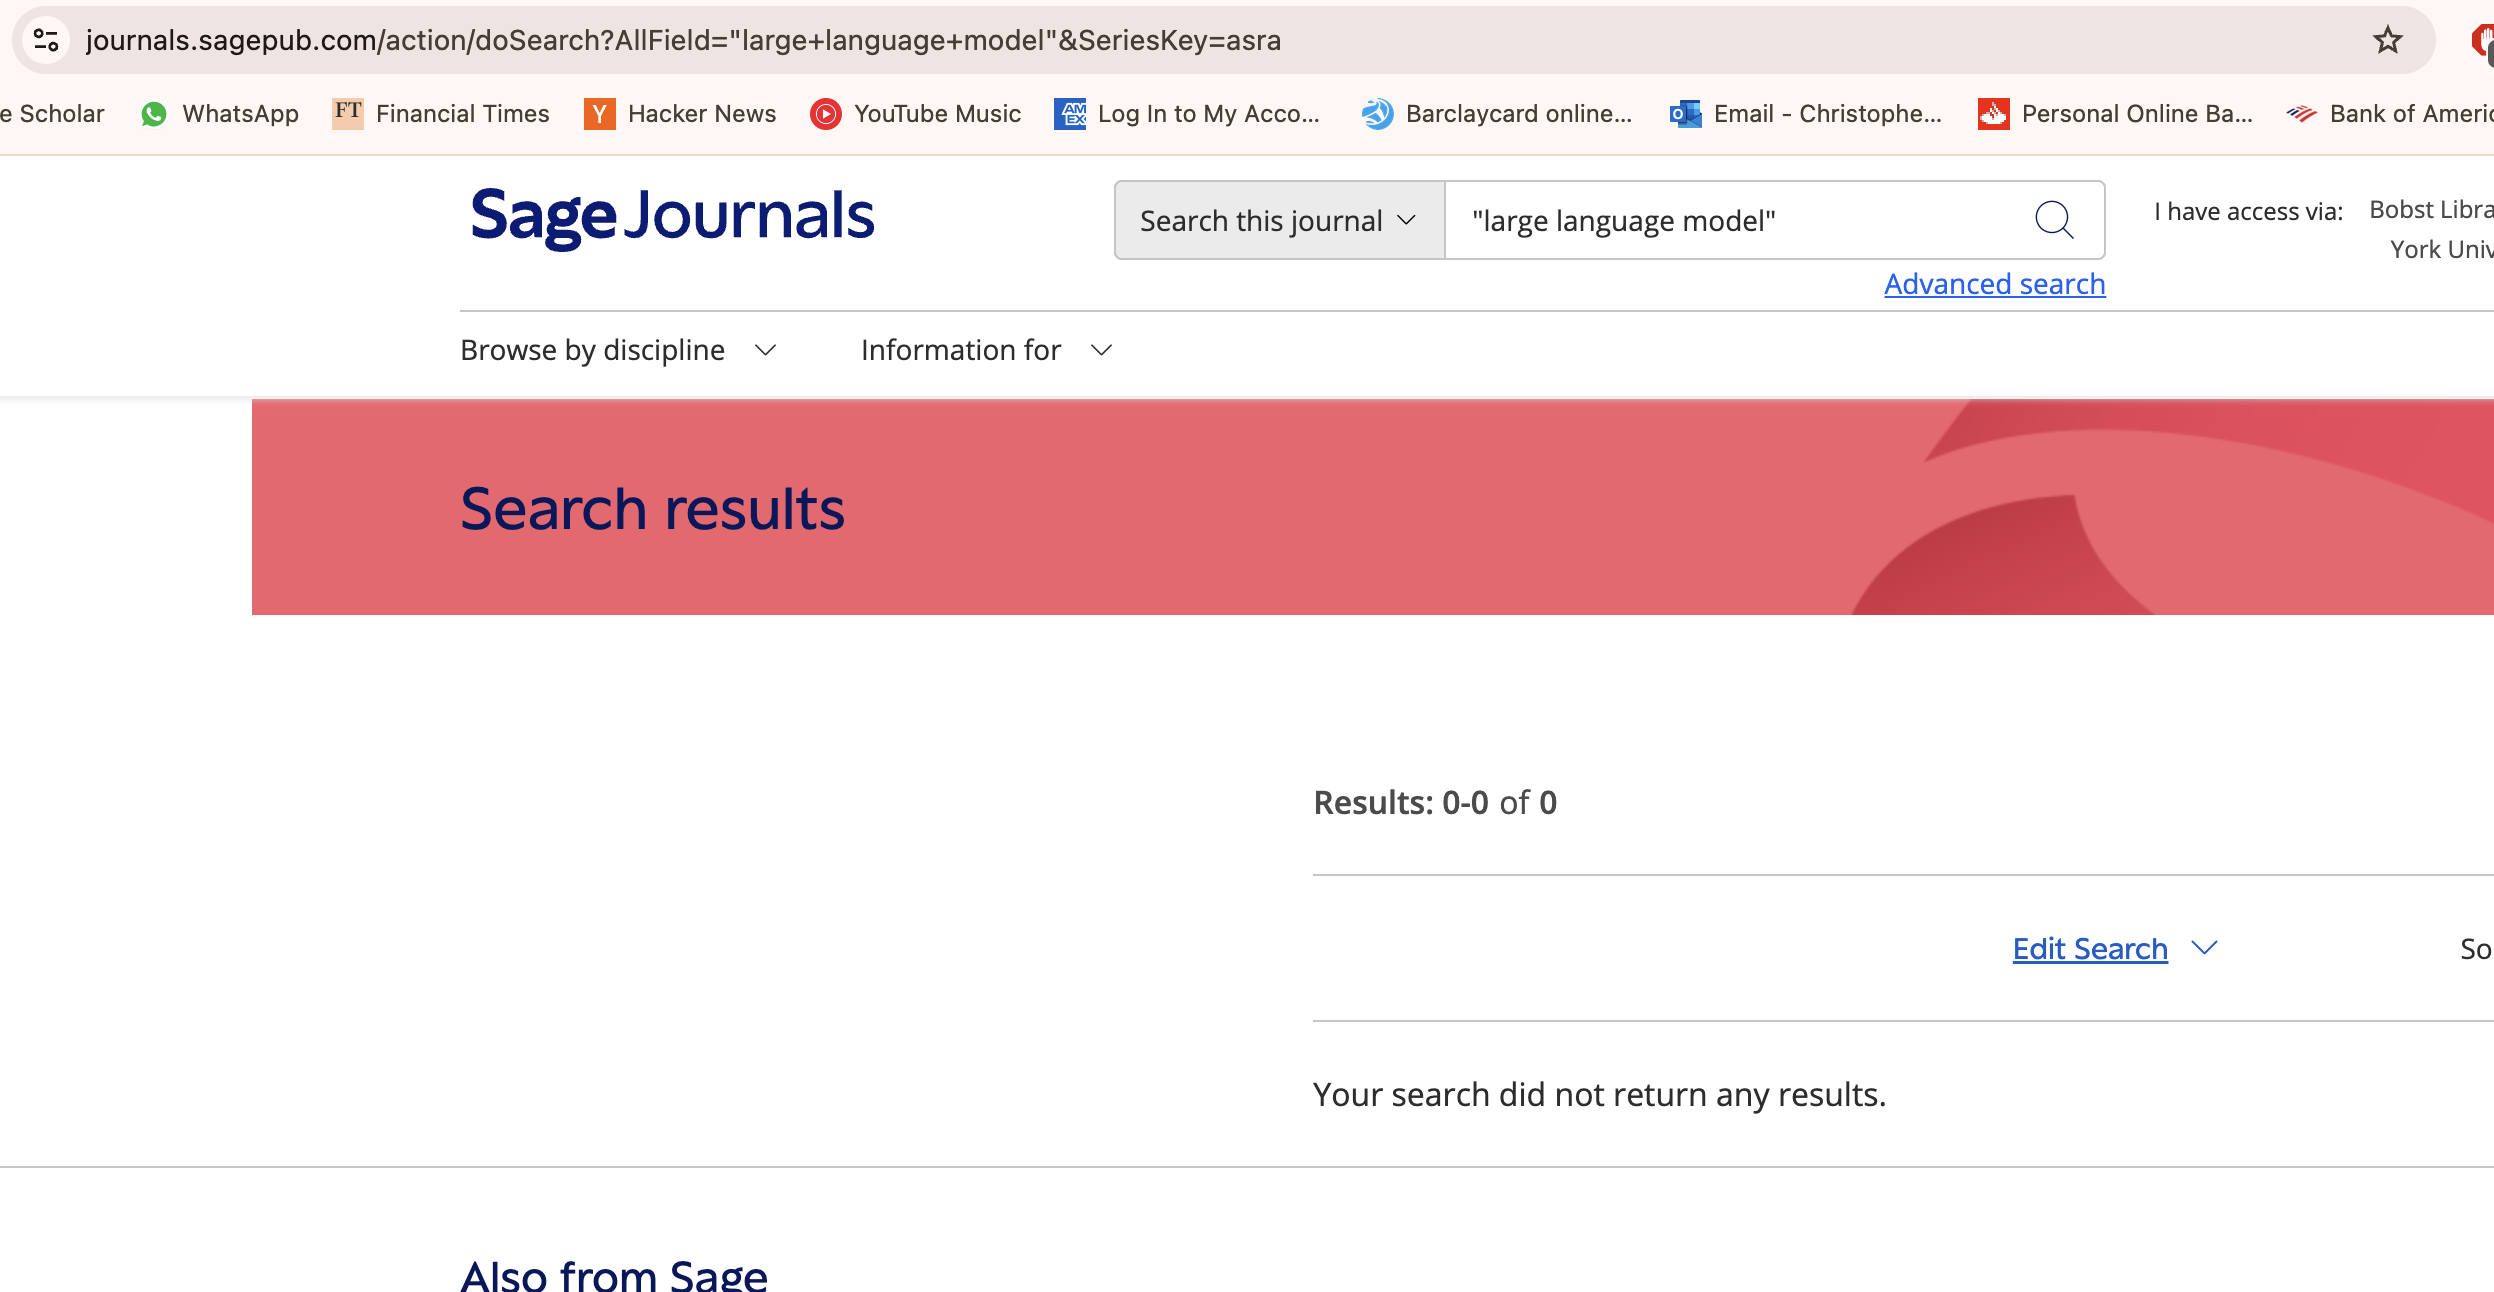 journals.sagepub.com/action/doSearch?AllField="large+language+model"&SeriesKey=asra
e Scholar WhatsApp FT Financial Times Y Hacker News YouTube Music AM EX Log In to My Acco... Barclaycard online... Email - Christophe... Personal Online Ba... Bank of Americ
Sage Journals
Search this journal "large language model"
I have access via: Bobst Libra
York Univ
Advanced search
Browse by discipline Information for
Search results
Results: 0-0 of 0
Edit Search So
Your search did not return any results.
Also from Sage